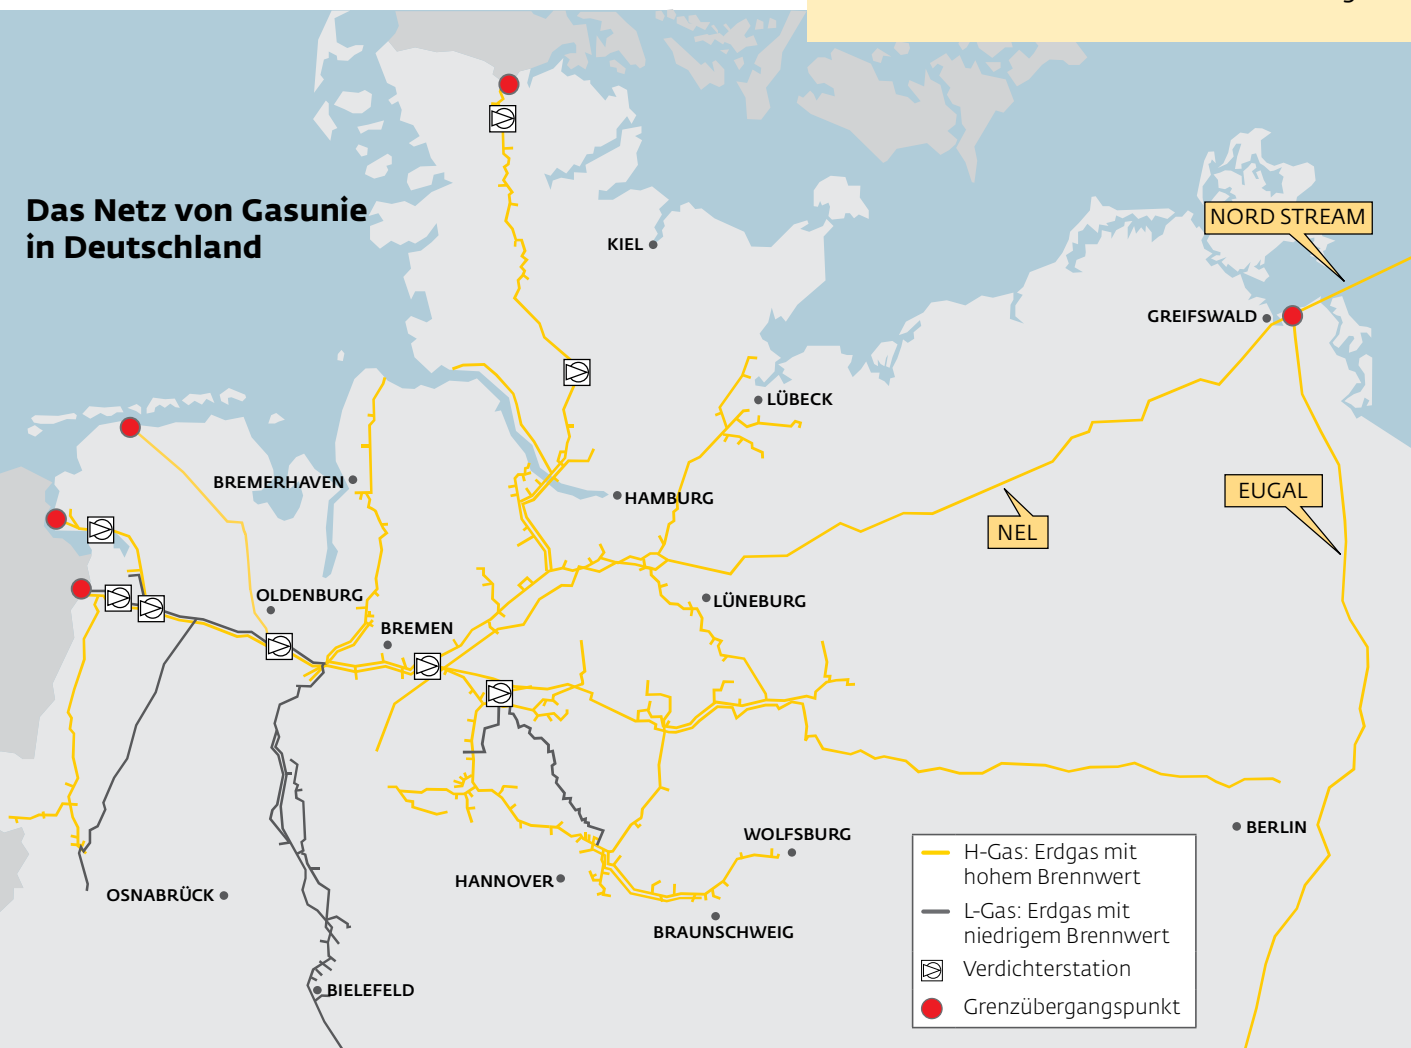 Das Netz von Gasunie
in Deutschland
NORD STREAM
KIEL
GREIFSWALD
LÜBECK
BREMERHAVEN
HAMBURG
EUGAL
NEL
OLDENBURG
LÜNEBURG
BREMEN
WOLFSBURG
BERLIN
HANNOVER
OSNABRÜCK
BRAUNSCHWEIG
BIELEFELD
H-Gas: Erdgas mit
hohem Brennwert
L-Gas: Erdgas mit
niedrigem Brennwert
Verdichterstation
Grenzübergangspunkt